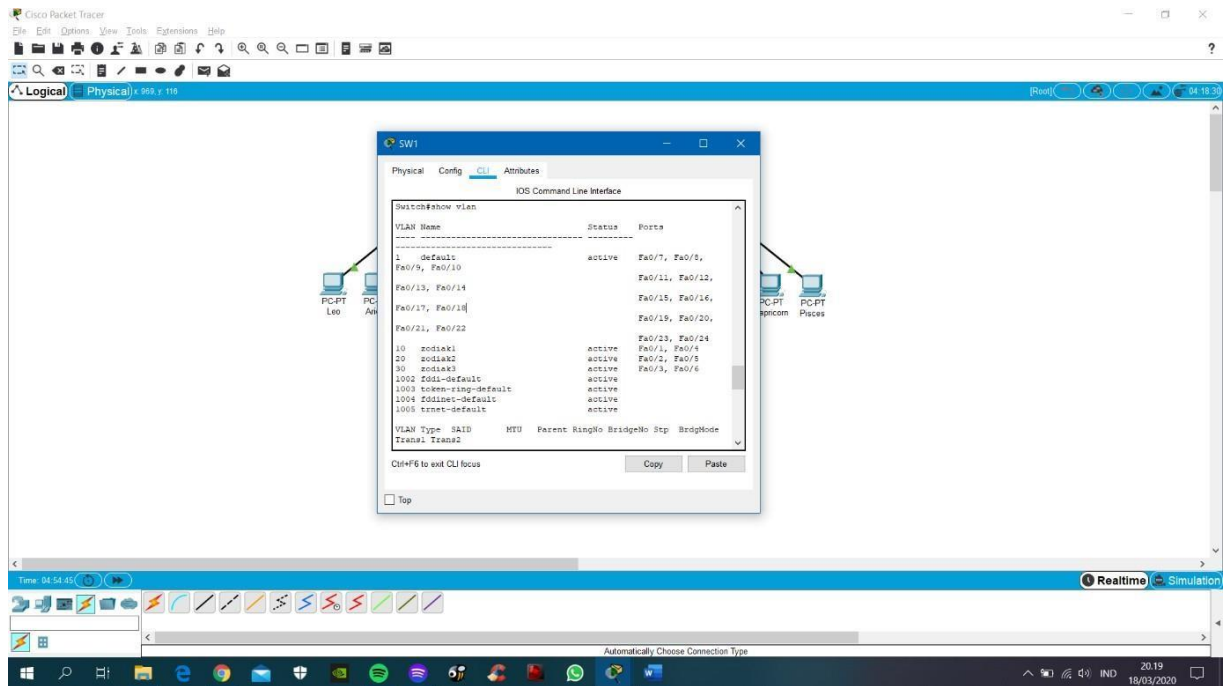 Cisco Packet Tracer
File Edit Options View Tools Extensions Help
?
Logical Physical x: 969, y: 116 [Root] 04:18:30
SW1
Physical Config CLI Attributes
IOS Command Line Interface
Switch#show vlan
VLAN Name Status Ports
---- -------------------------------- --------- -------------------------------
1 default active Fa0/7, Fa0/8,
Fa0/9, Fa0/10
Fa0/11, Fa0/12,
Fa0/13, Fa0/14
Fa0/15, Fa0/16,
Fa0/17, Fa0/18
Fa0/19, Fa0/20,
Fa0/21, Fa0/22
Fa0/23, Fa0/24
10 zodiak1 active Fa0/1, Fa0/4
20 zodiak2 active Fa0/2, Fa0/5
30 zodiak3 active Fa0/3, Fa0/6
1002 fddi-default active
1003 token-ring-default active
1004 fddinet-default active
1005 trnet-default active
VLAN Type SAID MTU Parent RingNo BridgeNo Stp BrdgMode
Trans1 Trans2
Ctrl+F6 to exit CLI focus Copy Paste
Top
PC-PT
Leo
PC-PT
Pisces
Time: 04:54:45 Realtime Simulation
Automatically Choose Connection Type
IND 20.19
18/03/2020